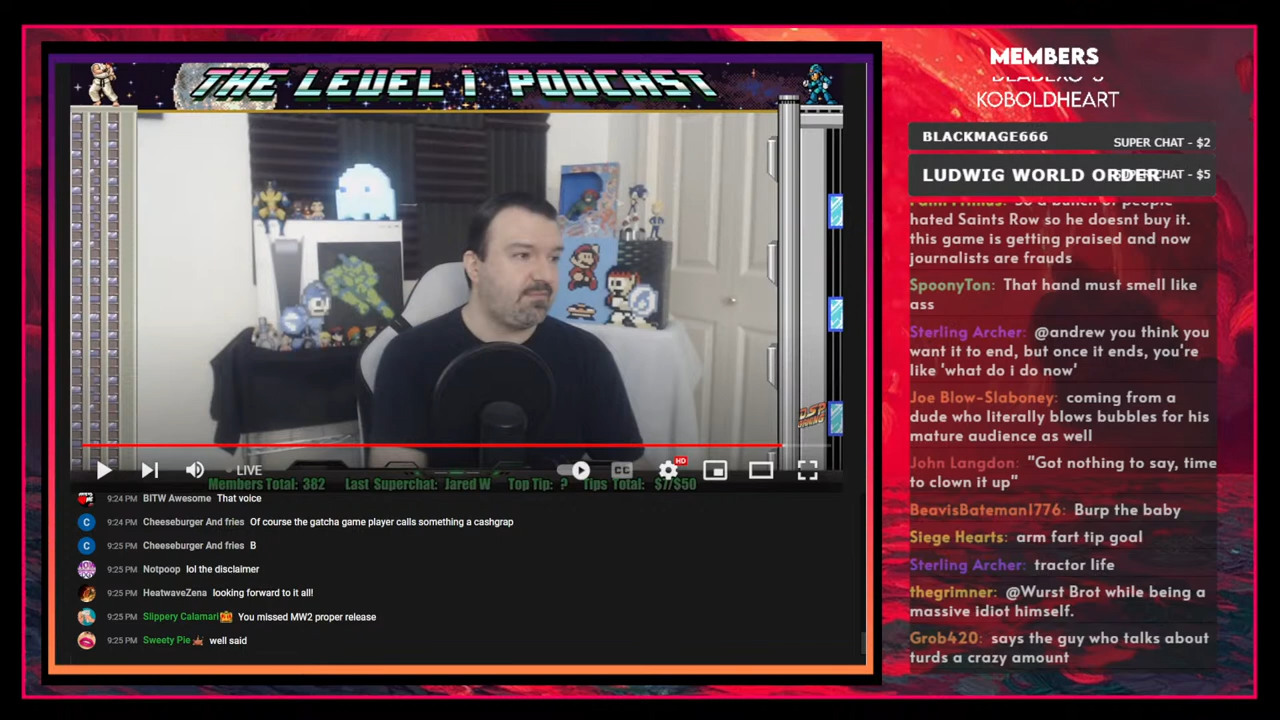 THE LEVEL 1 PODCAST
LIVE
HD
CC
Members Total: 382 Last Superchat: Jared W Top Tip: ? Tips Total: $7/$50
9:24 PM BITW Awesome That voice
C 9:24 PM Cheeseburger And fries Of course the gatcha game player calls something a cashgrap
C 9:25 PM Cheeseburger And fries B
9:25 PM Notpoop lol the disclaimer
9:25 PM HeatwaveZena looking forward to it all!
9:25 PM Slippery Calamari You missed MW2 proper release
9:25 PM Sweety Pie well said
MEMBERS
KOBOLDHEART
BLACKMAGE666 SUPER CHAT - $2
LUDWIG WORLD ORDER SUPER CHAT - $5
So a bunch of people
hated Saints Row so he doesnt buy it.
this game is getting praised and now
journalists are frauds
SpoonyTon: That hand must smell like
ass
Sterling Archer: @andrew you think you
want it to end, but once it ends, you're
like 'what do i do now'
Joe Blow-Slaboney: coming from a
dude who literally blows bubbles for his
mature audience as well
John Langdon: "Got nothing to say, time
to clown it up"
BeavisBateman1776: Burp the baby
Siege Hearts: arm fart tip goal
Sterling Archer: tractor life
thegrimner: @Wurst Brot while being a
massive idiot himself.
Grob420: says the guy who talks about
turds a crazy amount